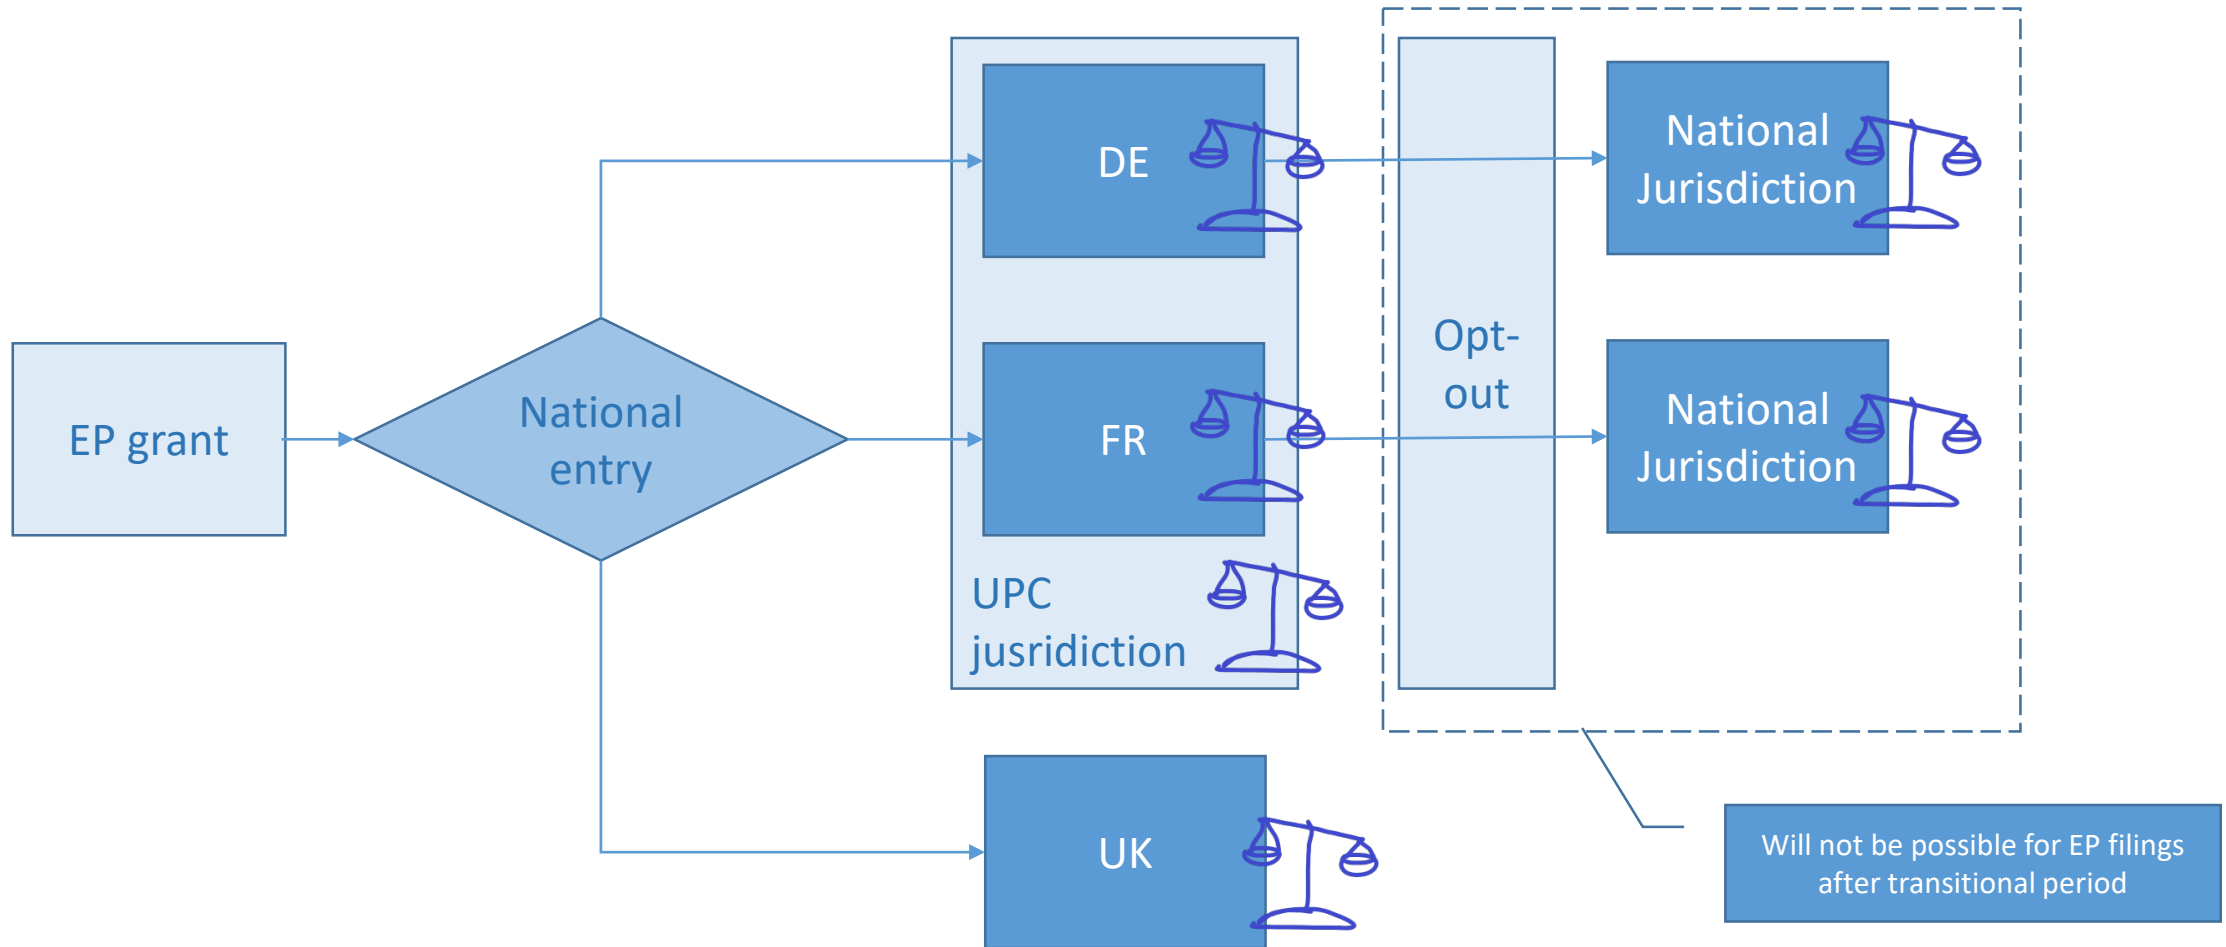 EP grant
National
entry
DE
FR
UPC
jusridiction
UK
Opt-
out
National
Jurisdiction
National
Jurisdiction
Will not be possible for EP filings
after transitional period